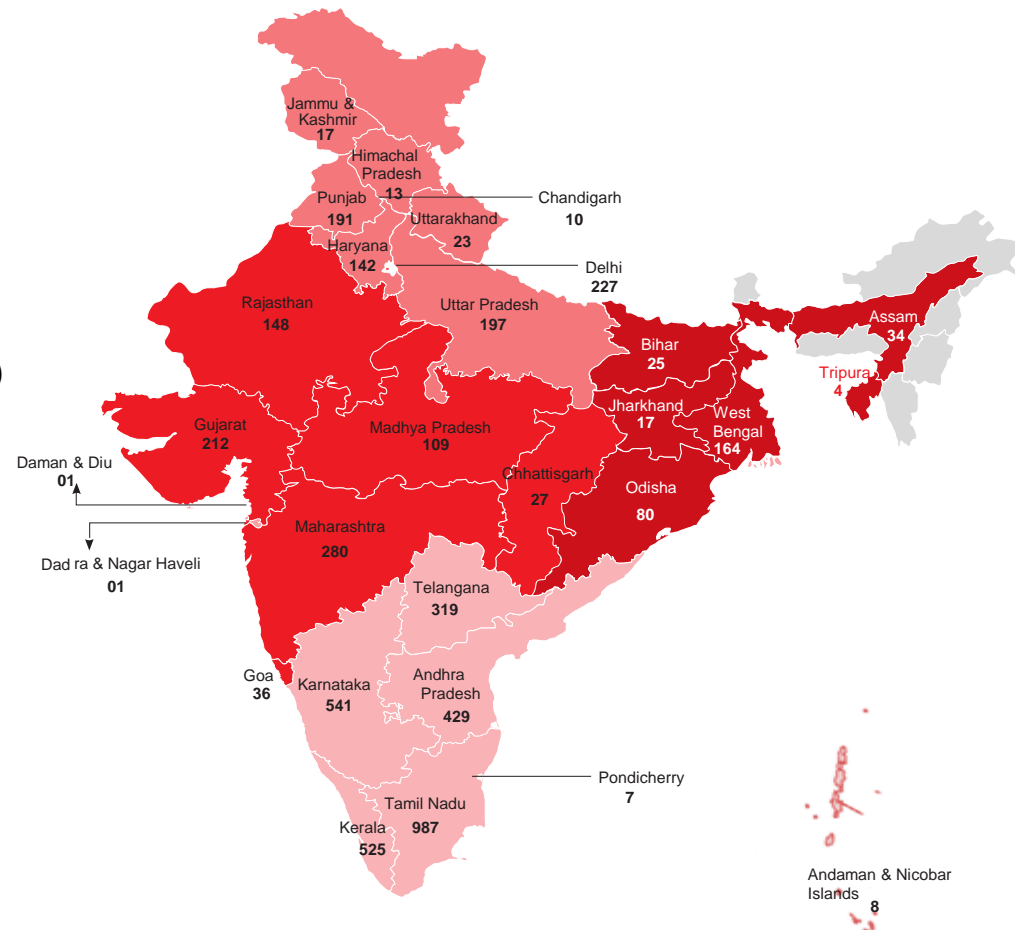 Jammu &
Kashmir
17
Himachal
Pradesh
13
Punjab
191
Chandigarh
10
Uttarakhand
23
Haryana
142
Delhi
227
Rajasthan
148
Uttar Pradesh
197
Assam
34
Bihar
25
Tripura
4
Jharkhand
17
West
Bengal
164
Gujarat
212
Madhya Pradesh
109
Daman & Diu
01
Chhattisgarh
27
Odisha
80
Maharashtra
280
Dad ra & Nagar Haveli
01
Telangana
319
Goa
36
Karnataka
541
Andhra
Pradesh
429
Pondicherry
7
Tamil Nadu
987
Kerala
525
Andaman & Nicobar
Islands
8
)